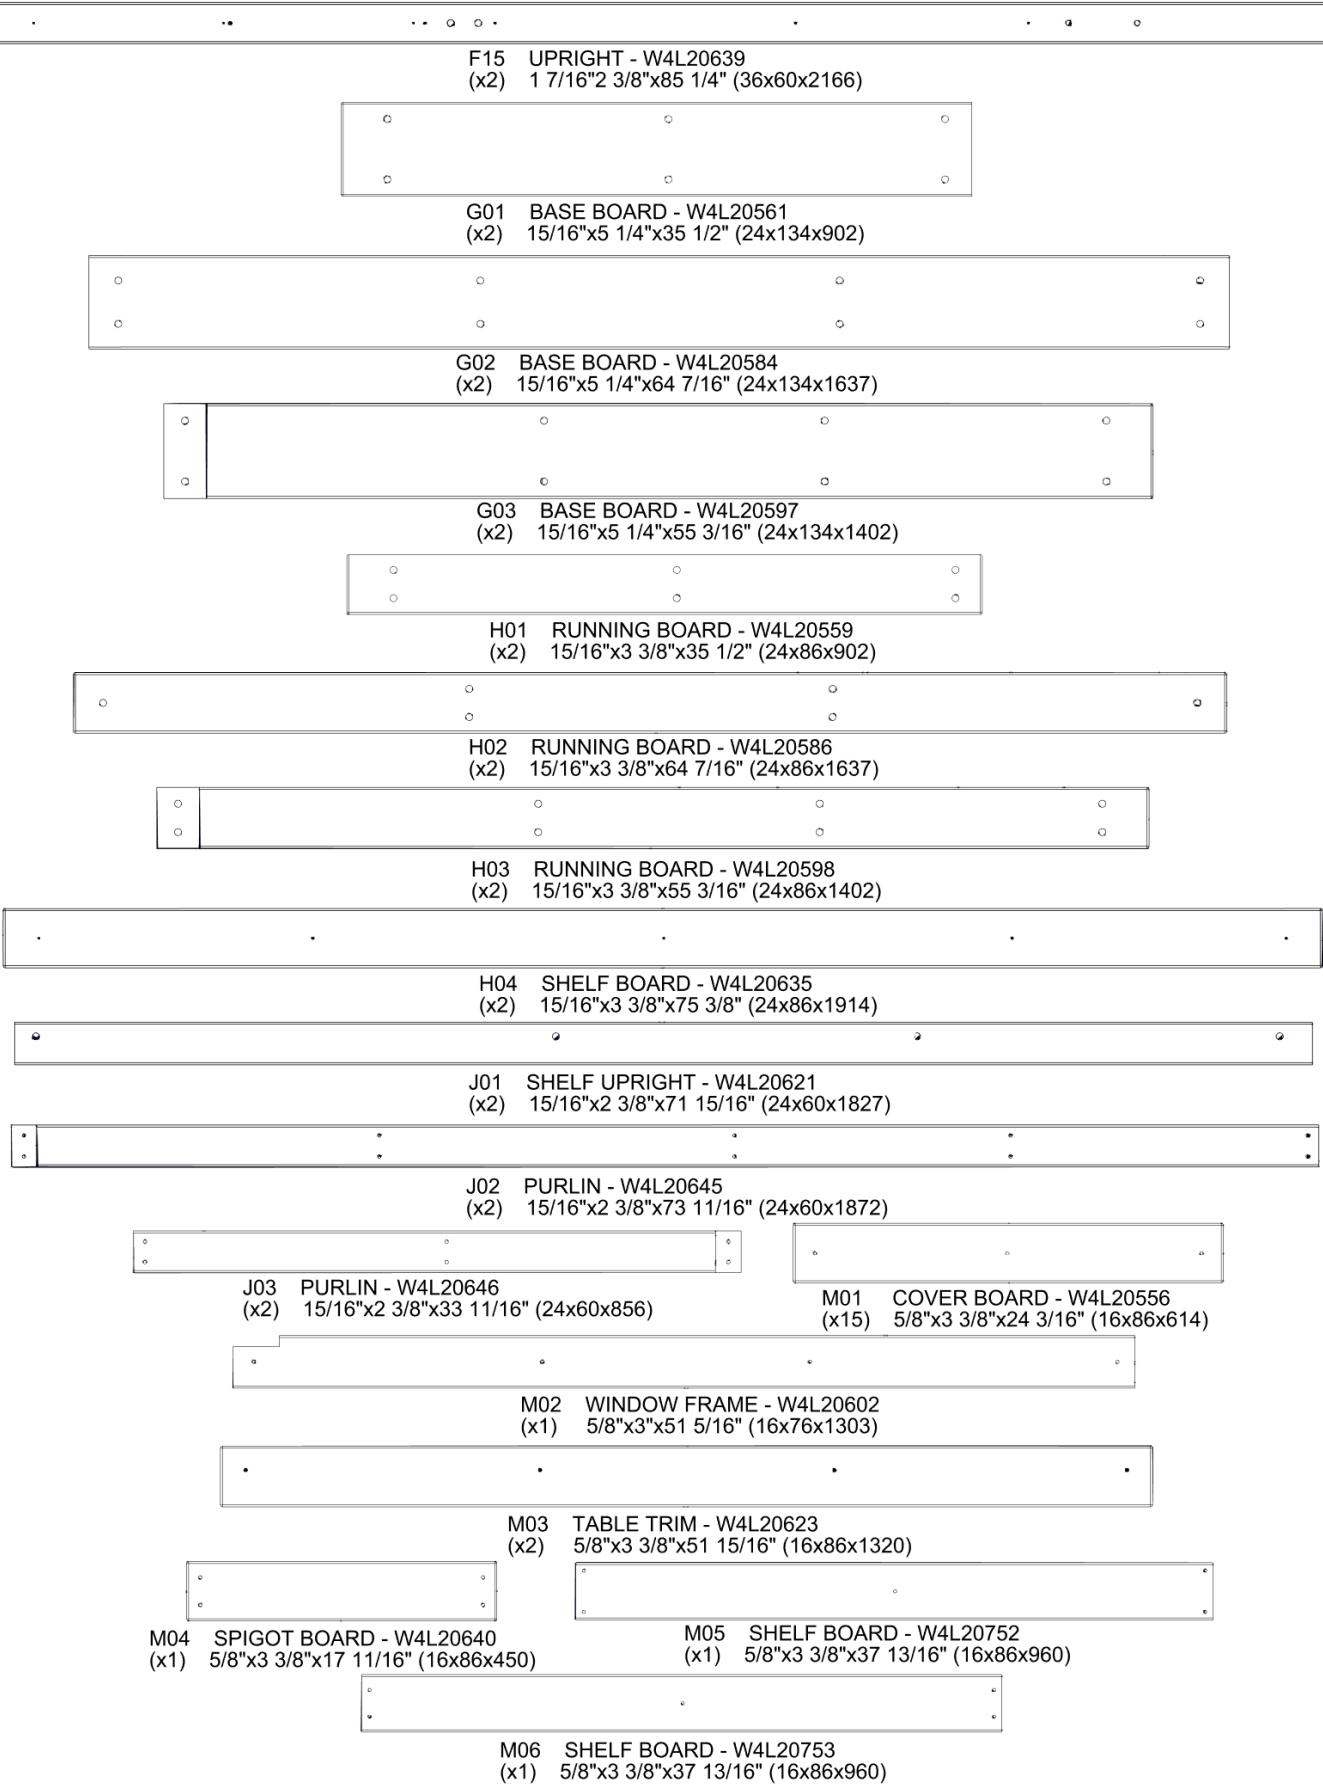 F15 UPRIGHT - W4L20639
(x2) 1 7/16"2 3/8"x85 1/4" (36x60x2166)
G01 BASE BOARD - W4L20561
(x2) 15/16"x5 1/4"x35 1/2" (24x134x902)
G02 BASE BOARD - W4L20584
(x2) 15/16"x5 1/4"x64 7/16" (24x134x1637)
G03 BASE BOARD - W4L20597
(x2) 15/16"x5 1/4"x55 3/16" (24x134x1402)
H01 RUNNING BOARD - W4L20559
(x2) 15/16"x3 3/8"x35 1/2" (24x86x902)
H02 RUNNING BOARD - W4L20586
(x2) 15/16"x3 3/8"x64 7/16" (24x86x1637)
H03 RUNNING BOARD - W4L20598
(x2) 15/16"x3 3/8"x55 3/16" (24x86x1402)
H04 SHELF BOARD - W4L20635
(x2) 15/16"x3 3/8"x75 3/8" (24x86x1914)
J01 SHELF UPRIGHT - W4L20621
(x2) 15/16"x2 3/8"x71 15/16" (24x60x1827)
J02 PURLIN - W4L20645
(x2) 15/16"x2 3/8"x73 11/16" (24x60x1872)
J03 PURLIN - W4L20646
(x2) 15/16"x2 3/8"x33 11/16" (24x60x856)
M01 COVER BOARD - W4L20556
(x15) 5/8"x3 3/8"x24 3/16" (16x86x614)
M02 WINDOW FRAME - W4L20602
(x1) 5/8"x3"x51 5/16" (16x76x1303)
M03 TABLE TRIM - W4L20623
(x2) 5/8"x3 3/8"x51 15/16" (16x86x1320)
M04 SPIGOT BOARD - W4L20640
(x1) 5/8"x3 3/8"x17 11/16" (16x86x450)
M05 SHELF BOARD - W4L20752
(x1) 5/8"x3 3/8"x37 13/16" (16x86x960)
M06 SHELF BOARD - W4L20753
(x1) 5/8"x3 3/8"x37 13/16" (16x86x960)